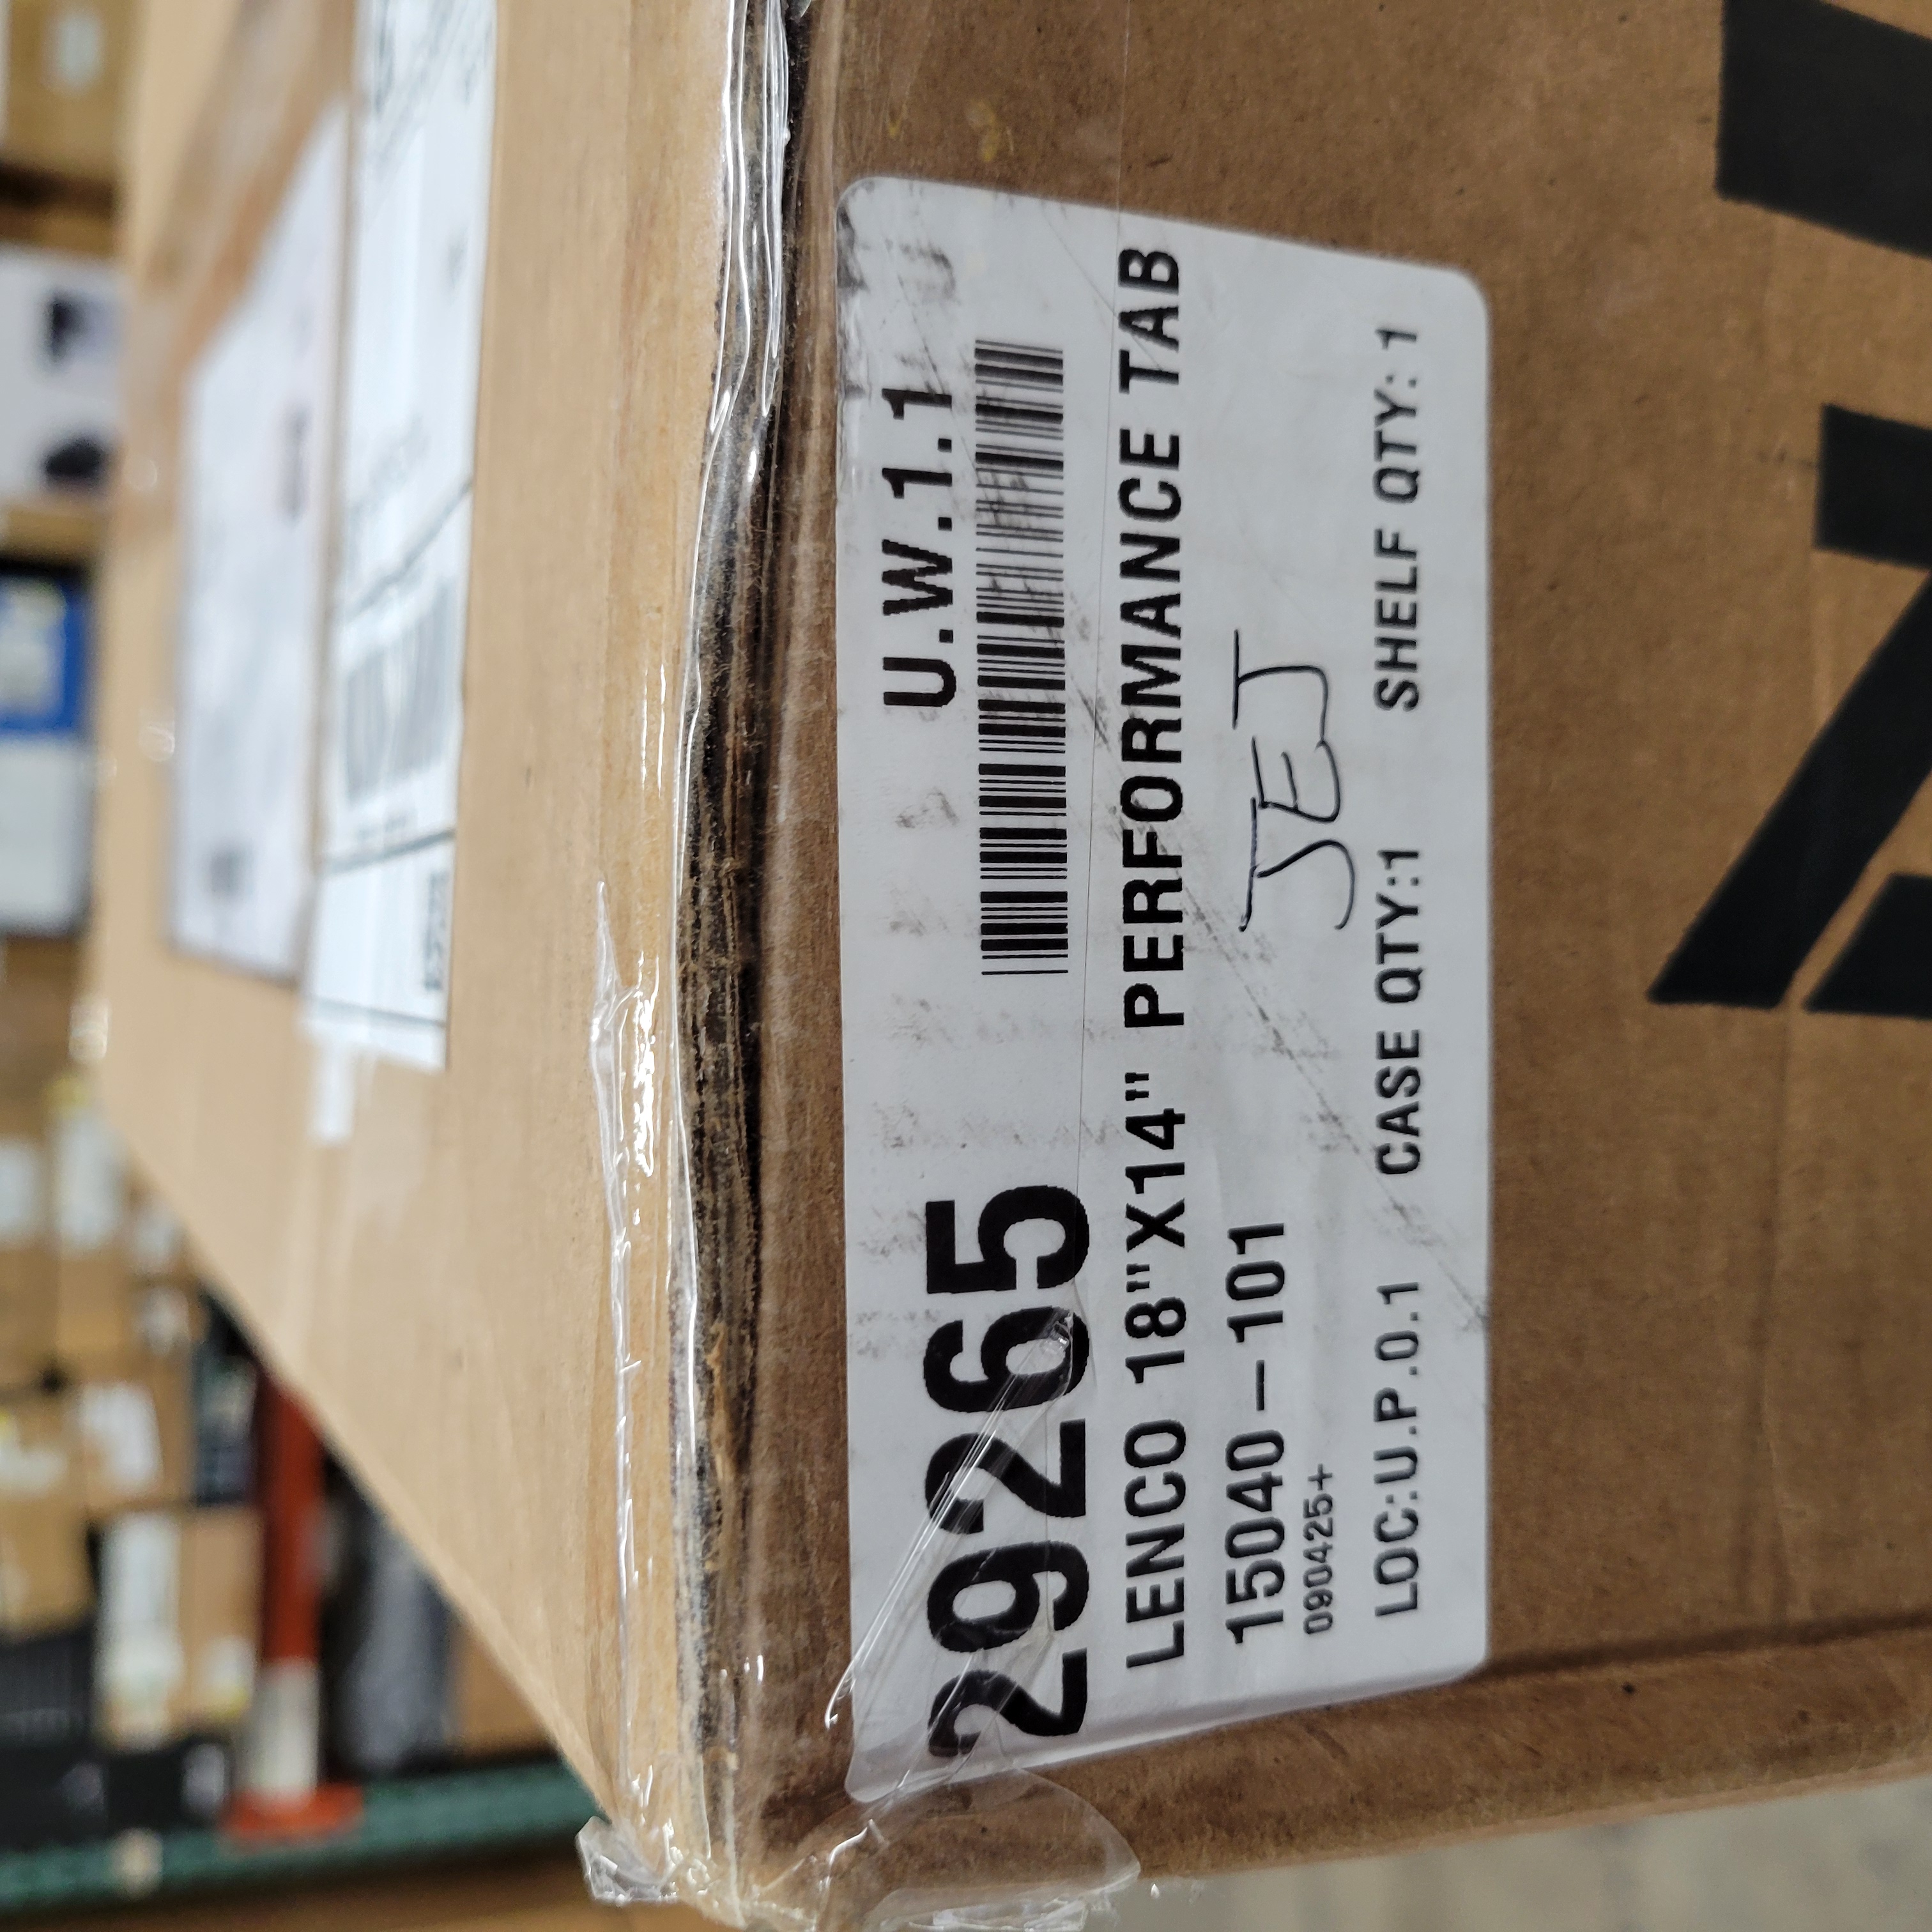 29265 U.W.1.1
LENCO 18"X14" PERFORMANCE TAB
15040-101
JEJ
090425+
LOC:U.P.0.1 CASE QTY:1 SHELF QTY: 1